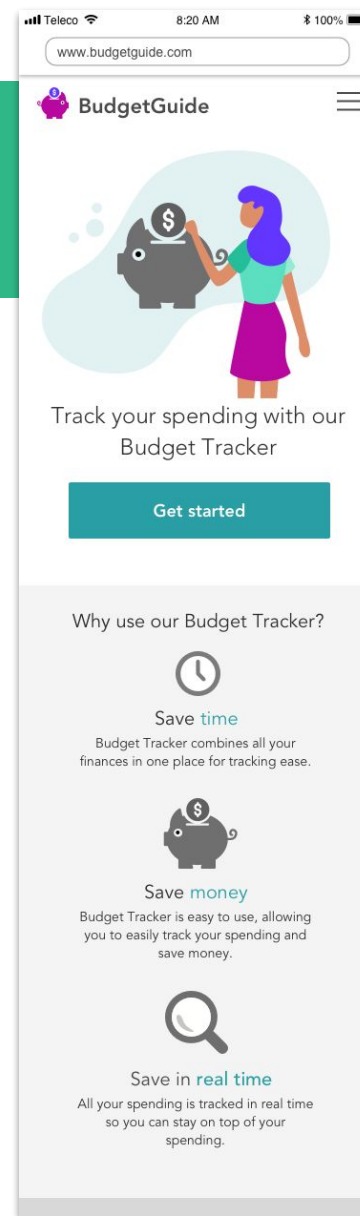 Teleco 8:20 AM 100%
www.budgetguide.com
$ BudgetGuide
$
Track your spending with our
Budget Tracker
Get started
Why use our Budget Tracker?
Save time
Budget Tracker combines all your
finances in one place for tracking ease.
$
Save money
Budget Tracker is easy to use, allowing
you to easily track your spending and
save money.
Save in real time
All your spending is tracked in real time
so you can stay on top of your
spending.